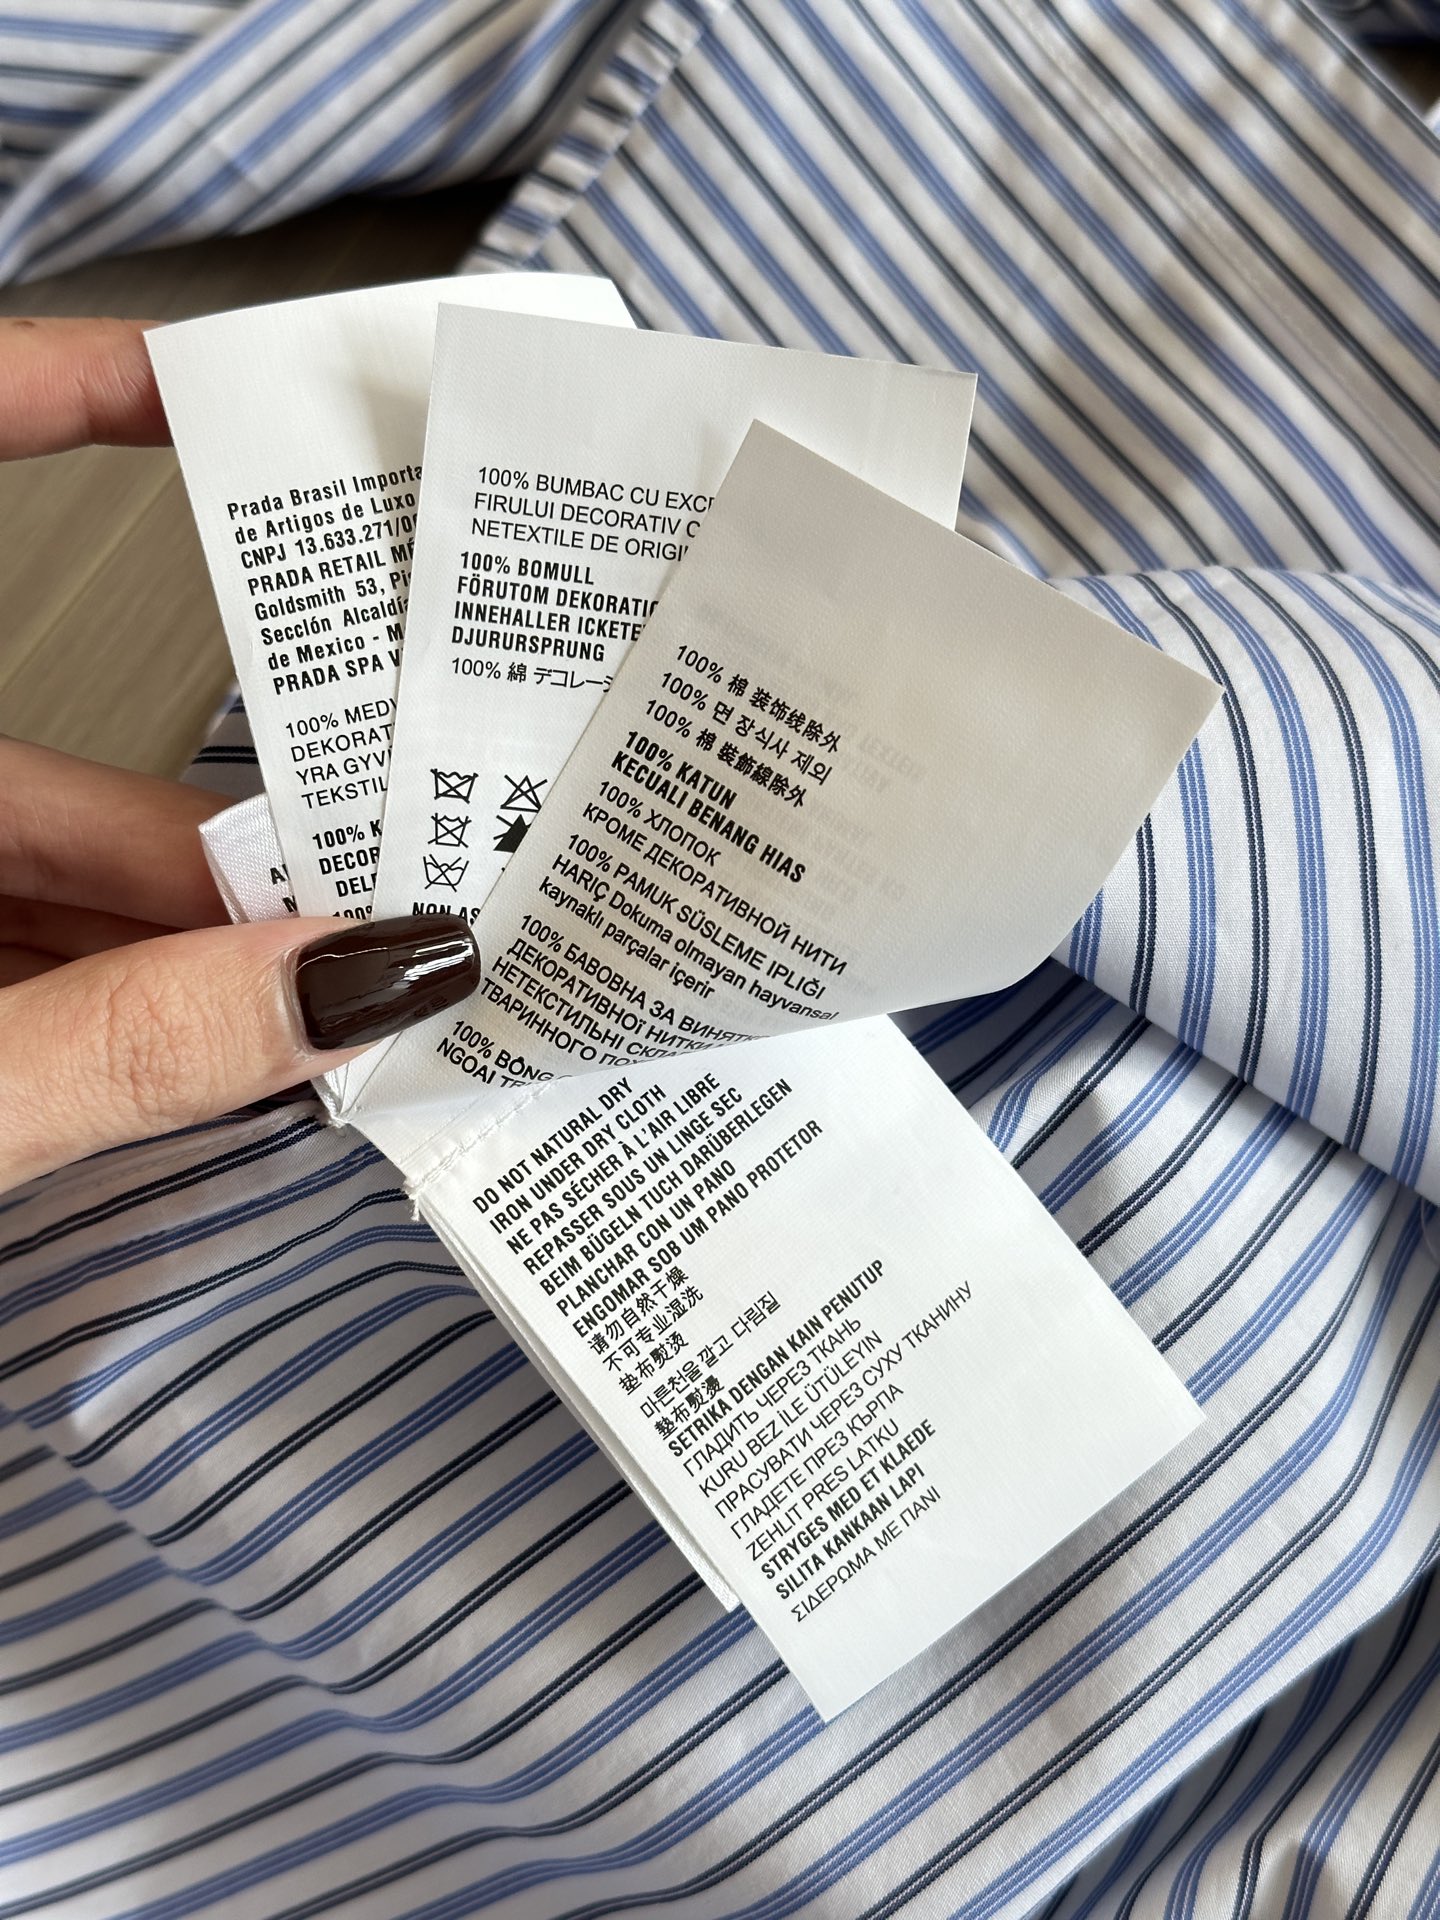 Prada Brasil Importa
de Artigos de Luxo
CNPJ 13.633.271/00
PRADA RETAIL MÉ
Goldsmith 53,
Sección Alcaldía
de Mexico - M
PRADA SPA V
100% MEDV
DEKORAT
YRA GYV
TEKSTIL
100% K
DECOR
DEL
100%
100% BUMBAC CU EXC
FIRULUI DECORATIV C
NETEXTILE DE ORIGI
100% BOMULL
FÖRUTOM DEKORATIO
INNEHALLER ICKETE
DJURURSPRUNG
100% 綿 デコレーシ
NON AS
100% 棉 装饰线除外
100% 면 장식사 제외
100% 棉 裝飾線除外
100% KATUN
KECUALI BENANG HIAS
100% ХЛОПОК
КРОМЕ ДЕКОРАТИВНОЙ НИТИ
100% PAMUK SÜSLEME IPLIĞI
HARIÇ Dokuma olmayan hayvansal
kaynaklı parçalar içerir
100% БАВОВНА ЗА ВИНЯТК
ДЕКОРАТИВНОЇ НИТКИ
НЕТЕКСТИЛЬНІ СКЛА
ТВАРИННОГО ПОХ
100% BÔNG
NGOAI TR
DO NOT NATURAL DRY
IRON UNDER DRY CLOTH
NE PAS SÉCHER À L'AIR LIBRE
REPASSER SOUS UN LINGE SEC
BEIM BÜGELN TUCH DARÜBERLEGEN
PLANCHAR CON UN PANO
ENGOMAR SOB UM PANO PROTETOR
请勿自然干燥
不可专业湿洗
垫布熨烫
마른천을 깔고 다림질
墊布熨燙
SETRIKA DENGAN KAIN PENUTUP
ГЛАДИТЬ ЧЕРЕЗ ТКАНЬ
KURU BEZ ILE ÜTÜLEYIN
ПРАСУВАТИ ЧЕРЕЗ СУХУ ТКАНИНУ
ГЛАДЕТЕ ПРЕЗ КЪРПА
ZEHLIT PRES LATKU
STRYGES MED ET KLAEDE
SILITA KANKAAN LAPI
ΣΙΔΕΡΩΜΑ ΜΕ ΠΑΝΙ